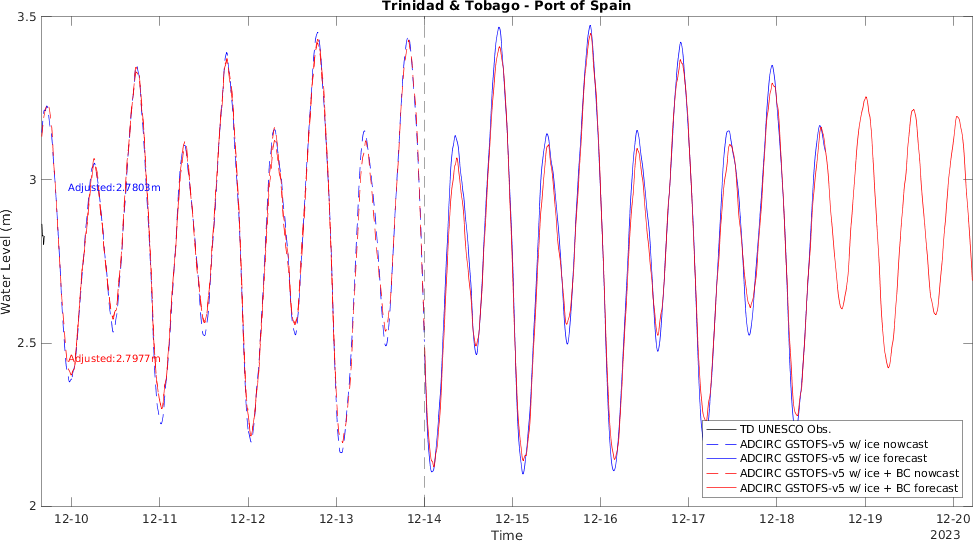 Trinidad & Tobago - Port of Spain
3.5
3
2.5
2
Water Level (m)
Adjusted:2.7803m
Adjusted:2.7977m
TD UNESCO Obs.
ADCIRC GSTOFS-v5 w/ ice nowcast
ADCIRC GSTOFS-v5 w/ ice forecast
ADCIRC GSTOFS-v5 w/ ice + BC nowcast
ADCIRC GSTOFS-v5 w/ ice + BC forecast
12-10 12-11 12-12 12-13 12-14 12-15 12-16 12-17 12-18 12-19 12-20
Time
2023